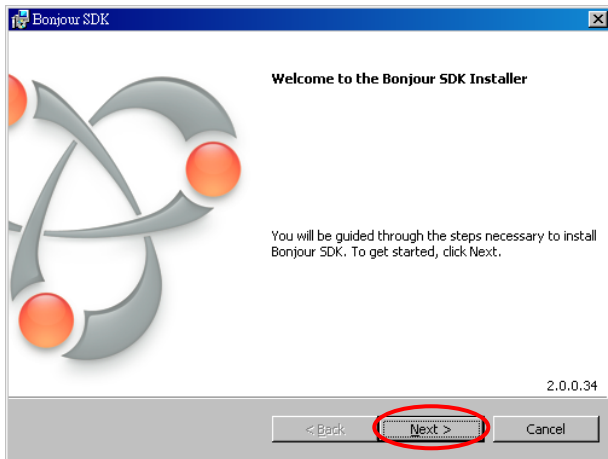 Bonjour SDK
Welcome to the Bonjour SDK Installer
You will be guided through the steps necessary to install
Bonjour SDK. To get started, click Next.
2.0.0.34
< Back
Next >
Cancel